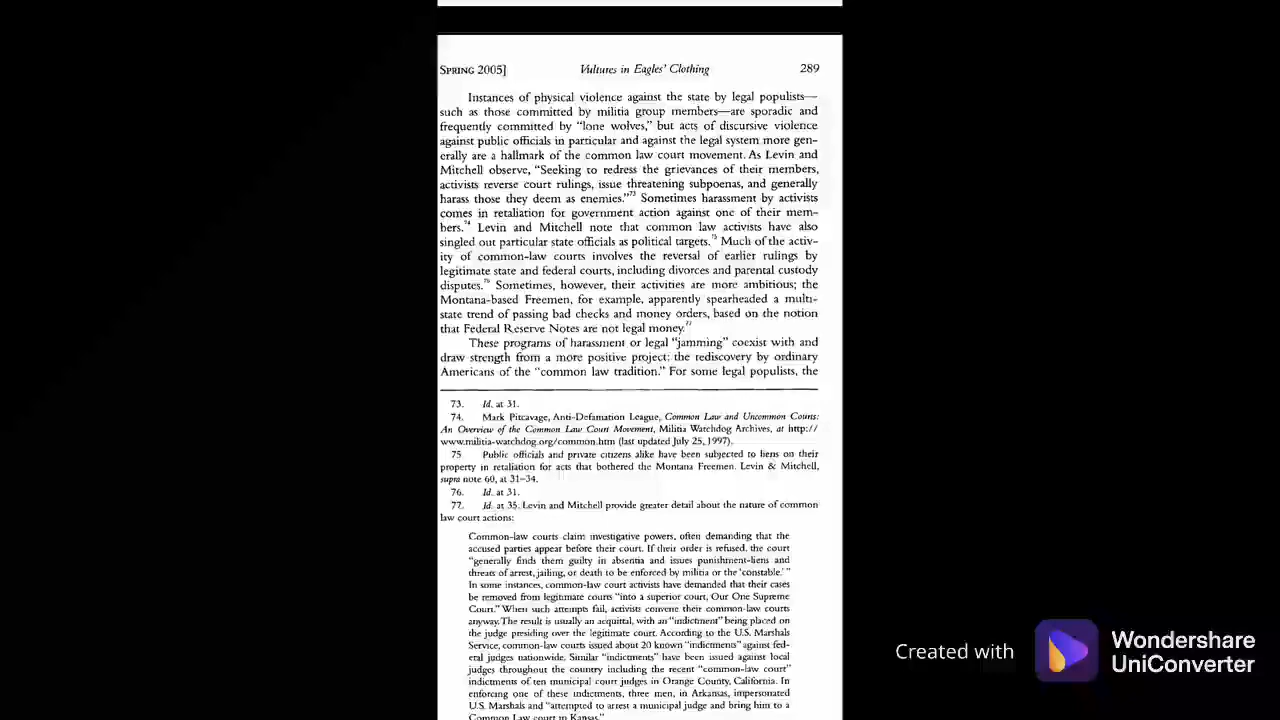 SPRING 2005] Vultures in Eagles' Clothing 289
Instances of physical violence against the state by legal populists—
such as those committed by militia group members—are sporadic and
frequently committed by "lone wolves," but acts of discursive violence
against public officials in particular and against the legal system more gen-
erally are a hallmark of the common law court movement. As Levin and
Mitchell observe, "Seeking to redress the grievances of their members,
activists reverse court rulings, issue threatening subpoenas, and generally
harass those they deem as enemies."73 Sometimes harassment by activists
comes in retaliation for government action against one of their mem-
bers.74 Levin and Mitchell note that common law activists have also
singled out particular state officials as political targets.75 Much of the activ-
ity of common-law courts involves the reversal of earlier rulings by
legitimate state and federal courts, including divorces and parental custody
disputes.76 Sometimes, however, their activities are more ambitious; the
Montana-based Freemen, for example, apparently spearheaded a multi-
state trend of passing bad checks and money orders, based on the notion
that Federal Reserve Notes are not legal money.77
These programs of harassment or legal "jamming" coexist with and
draw strength from a more positive project: the rediscovery by ordinary
Americans of the "common law tradition." For some legal populists, the
73. Id. at 31.
74. Mark Pitcavage, Anti-Defamation League, Common Law and Uncommon Courts:
An Overview of the Common Law Court Movement, Militia Watchdog Archives, at http://
www.militia-watchdog.org/common.htm (last updated July 25, 1997).
75 Public officials and private citizens alike have been subjected to liens on their
property in retaliation for acts that bothered the Montana Freemen. Levin & Mitchell,
supra note 60, at 31–34.
76. Id. at 31.
77. Id. at 35. Levin and Mitchell provide greater detail about the nature of common
law court actions:
Common-law courts claim investigative powers, often demanding that the
accused parties appear before their court. If their order is refused, the court
"generally finds them guilty in absentia and issues punishment-liens and
threats of arrest, jailing, or death to be enforced by militia or the 'constable.'"
In some instances, common-law court activists have demanded that their cases
be removed from legitimate courts "into a superior court, Our One Supreme
Court." When such attempts fail, activists convene their common-law courts
anyway. The result is usually an acquittal, with an "indictment" being placed on
the judge presiding over the legitimate court. According to the U.S. Marshals
Service, common-law courts issued about 20 known "indictments" against fed-
eral judges nationwide. Similar "indictments" have been issued against local
judges throughout the country including the recent "common-law court"
indictments of ten municipal court judges in Orange County, California. In
enforcing one of these indictments, three men, in Arkansas, impersonated
U.S. Marshals and "attempted to arrest a municipal judge and bring him to a
Common Law court in Kansas."
Created with Wondershare
UniConverter